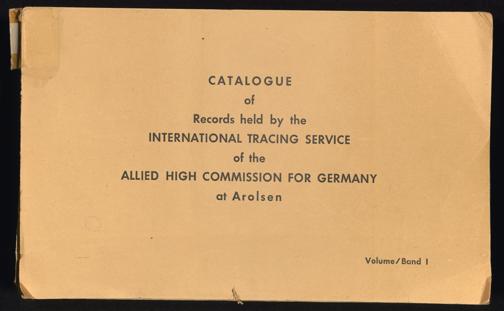 CATALOGUE
of
Records held by the
INTERNATIONAL TRACING SERVICE
of the
ALLIED HIGH COMMISSION FOR GERMANY
at Arolsen
Volume/Band I